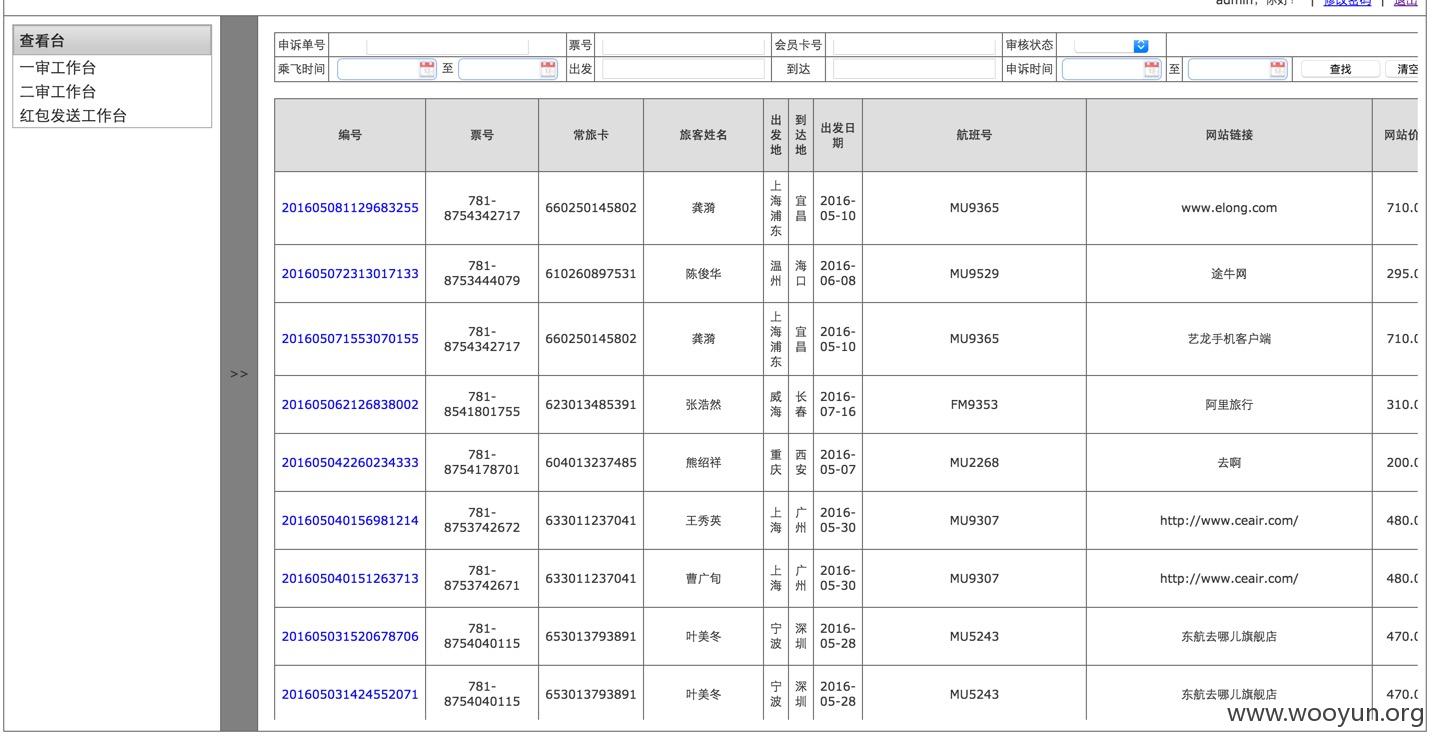 admin，你好！ | 修改密码 | 退出
查看台
一审工作台
二审工作台
红包发送工作台
>>
申诉单号 票号 会员卡号 审核状态
乘飞时间 至 出发 到达 申诉时间 至 查找 清空
编号 票号 常旅卡 旅客姓名 出发地 到达地 出发日期 航班号 网站链接 网站价
201605081129683255 781-8754342717 660250145802 龚漪 上海浦东 宜昌 2016-05-10 MU9365 www.elong.com 710.0
201605072313017133 781-8753444079 610260897531 陈俊华 温州 海口 2016-06-08 MU9529 途牛网 295.0
201605071553070155 781-8754342717 660250145802 龚漪 上海浦东 宜昌 2016-05-10 MU9365 艺龙手机客户端 710.0
201605062126838002 781-8541801755 623013485391 张浩然 威海 长春 2016-07-16 FM9353 阿里旅行 310.0
201605042260234333 781-8754178701 604013237485 熊绍祥 重庆 西安 2016-05-07 MU2268 去啊 200.0
201605040156981214 781-8753742672 633011237041 王秀英 上海 广州 2016-05-30 MU9307 http://www.ceair.com/ 480.0
201605040151263713 781-8753742671 633011237041 曹广旬 上海 广州 2016-05-30 MU9307 http://www.ceair.com/ 480.0
201605031520678706 781-8754040115 653013793891 叶美冬 宁波 深圳 2016-05-28 MU5243 东航去哪儿旗舰店 470.0
201605031424552071 781-8754040115 653013793891 叶美冬 宁波 深圳 2016-05-28 MU5243 东航去哪儿旗舰店 470.0
www.wooyun.org